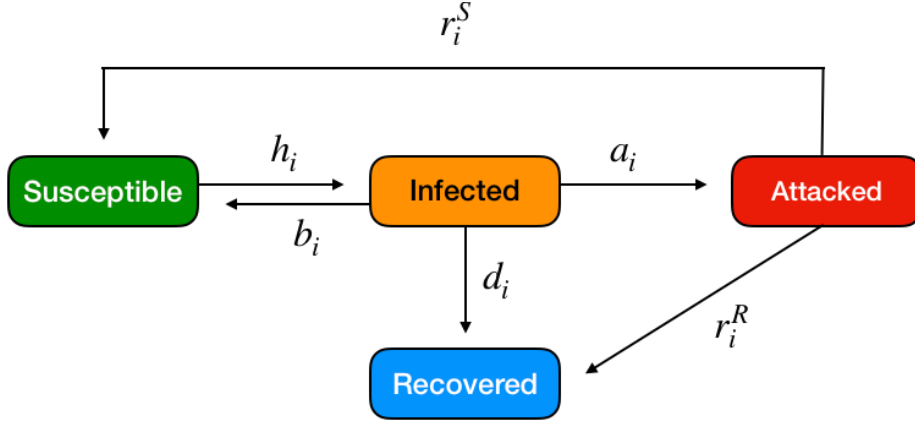 r_i^S
Susceptible
h_i
b_i
Infected
a_i
Attacked
d_i
r_i^R
Recovered